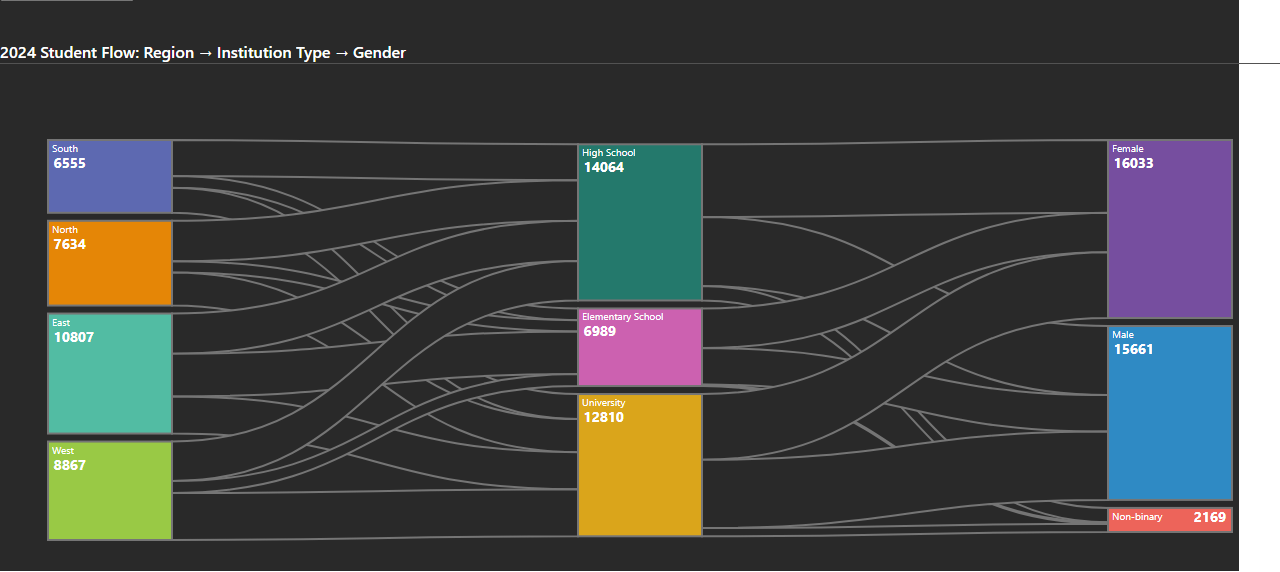 2024 Student Flow: Region → Institution Type → Gender
South
6555
North
7634
East
10807
West
8867
High School
14064
Elementary School
6989
University
12810
Female
16033
Male
15661
Non-binary 2169